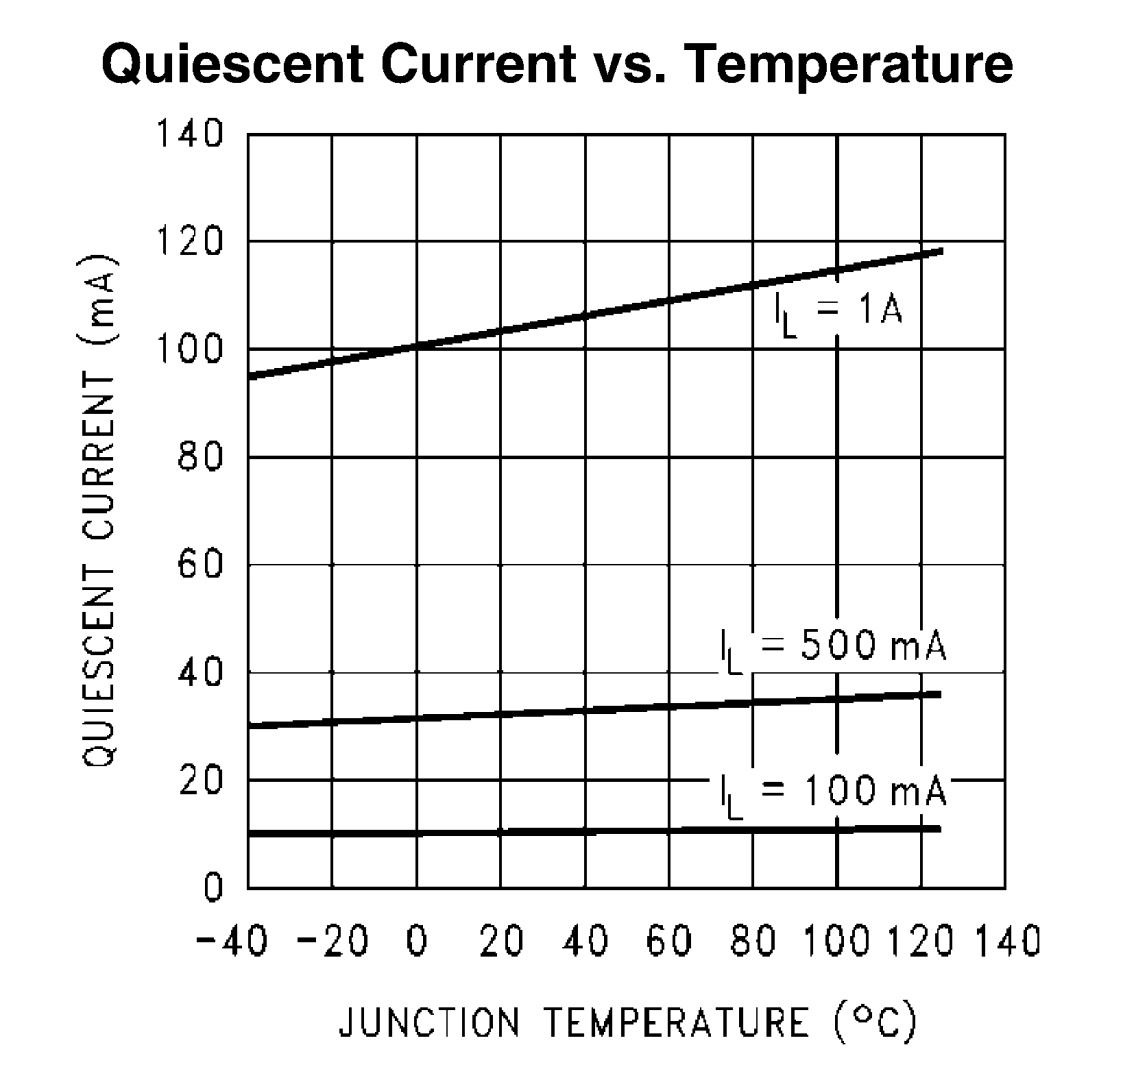 Quiescent Current vs. Temperature
140
120
100
80
60
40
20
0
QUIESCENT CURRENT (mA)
I_L = 1A
I_L = 500 mA
I_L = 100 mA
-40 -20 0 20 40 60 80 100 120 140
JUNCTION TEMPERATURE (°C)